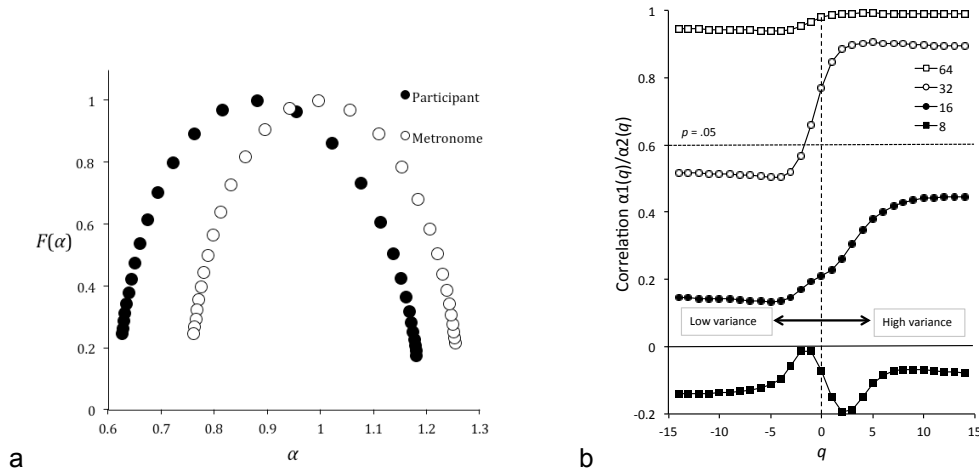 1
0.8
0.6
0.4
0.2
0
F(α)
0.6 0.7 0.8 0.9 1 1.1 1.2 1.3
α
Participant
Metronome
a
1
0.8
0.6
0.4
0.2
0
-0.2
Correlation α1(q)/α2(q)
64
32
16
8
p = .05
Low variance
High variance
-15 -10 -5 0 5 10 15
q
b